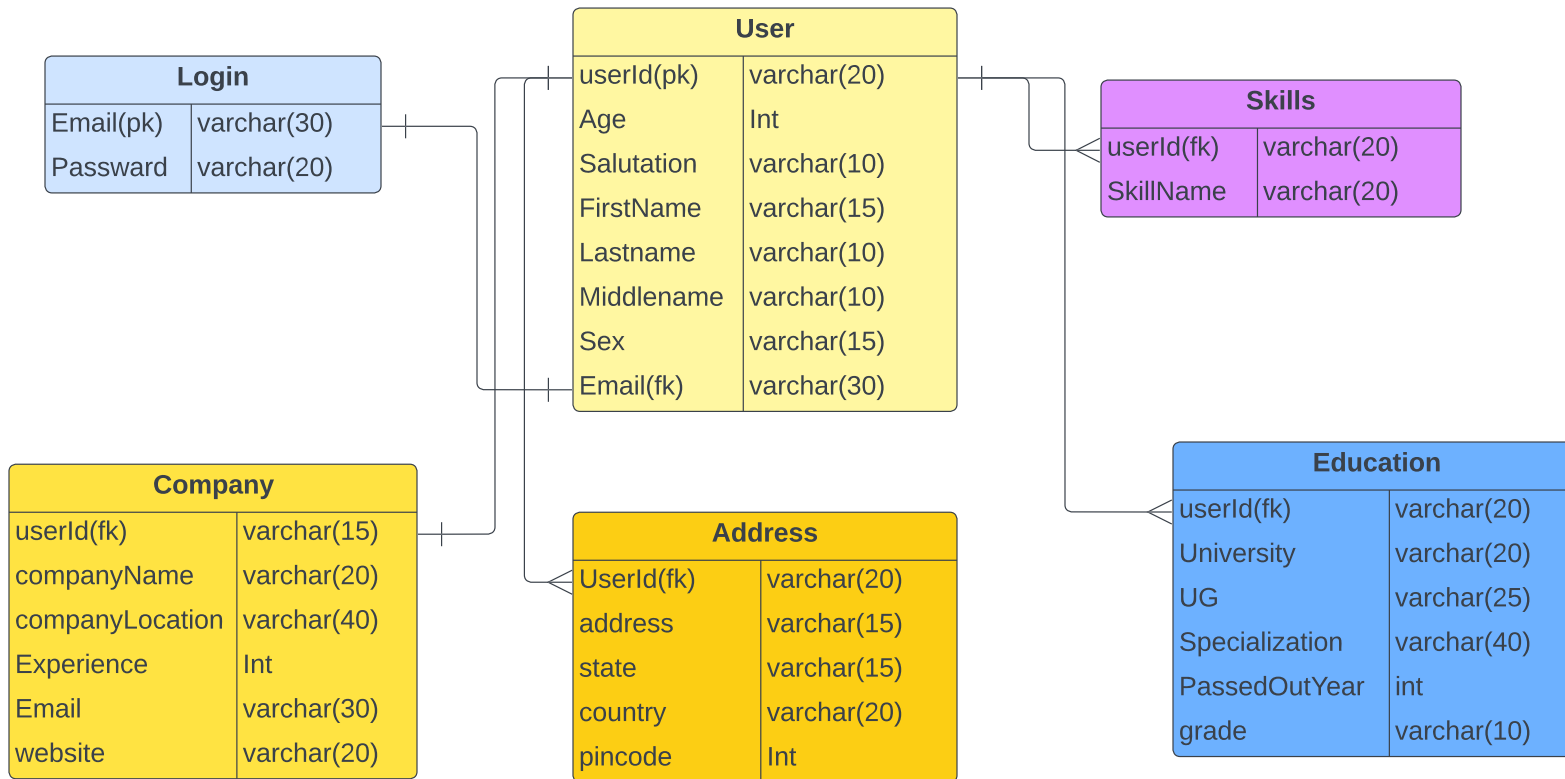 Login
Email(pk) varchar(30)
Passward varchar(20)
User
userId(pk) varchar(20)
Age Int
Salutation varchar(10)
FirstName varchar(15)
Lastname varchar(10)
Middlename varchar(10)
Sex varchar(15)
Email(fk) varchar(30)
Skills
userId(fk) varchar(20)
SkillName varchar(20)
Company
userId(fk) varchar(15)
companyName varchar(20)
companyLocation varchar(40)
Experience Int
Email varchar(30)
website varchar(20)
Address
UserId(fk) varchar(20)
address varchar(15)
state varchar(15)
country varchar(20)
pincode Int
Education
userId(fk) varchar(20)
University varchar(20)
UG varchar(25)
Specialization varchar(40)
PassedOutYear int
grade varchar(10)